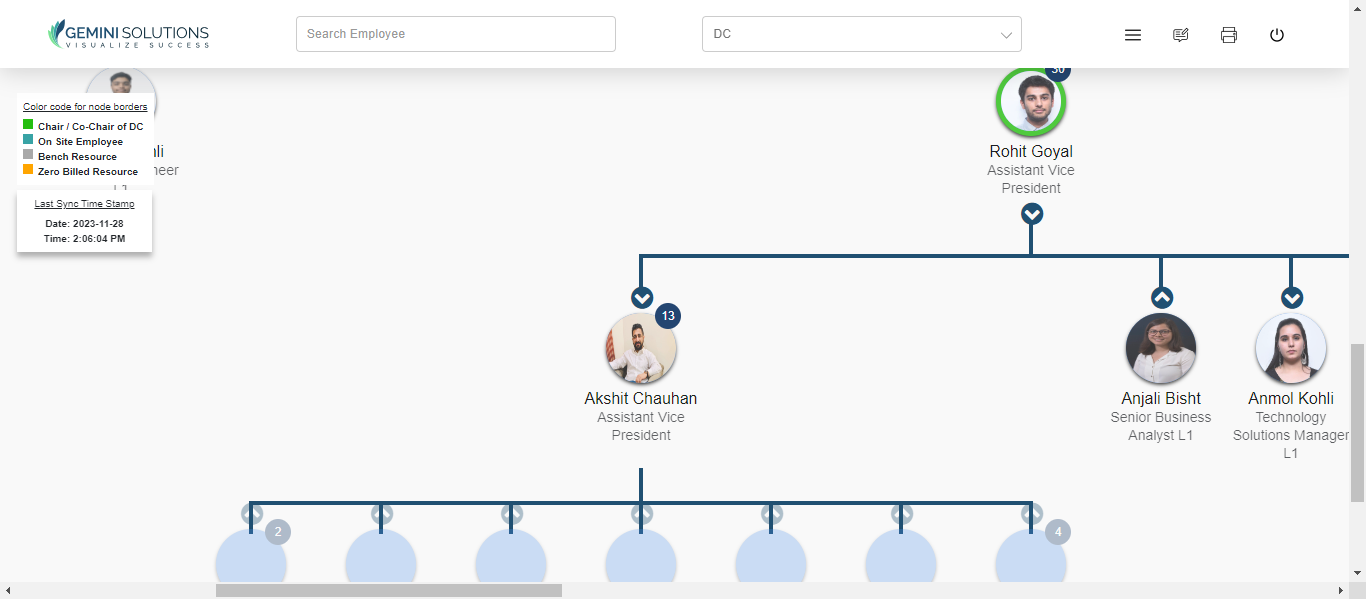 GEMINI SOLUTIONS
VISUALIZE SUCCESS
Search Employee
DC
30
Color code for node borders
Chair / Co-Chair of DC
On Site Employee
Bench Resource
Zero Billed Resource
hli
neer
L1
Last Sync Time Stamp
Date: 2023-11-28
Time: 2:06:04 PM
Rohit Goyal
Assistant Vice
President
13
Akshit Chauhan
Assistant Vice
President
Anjali Bisht
Senior Business
Analyst L1
Anmol Kohli
Technology
Solutions Manager
L1
2
4